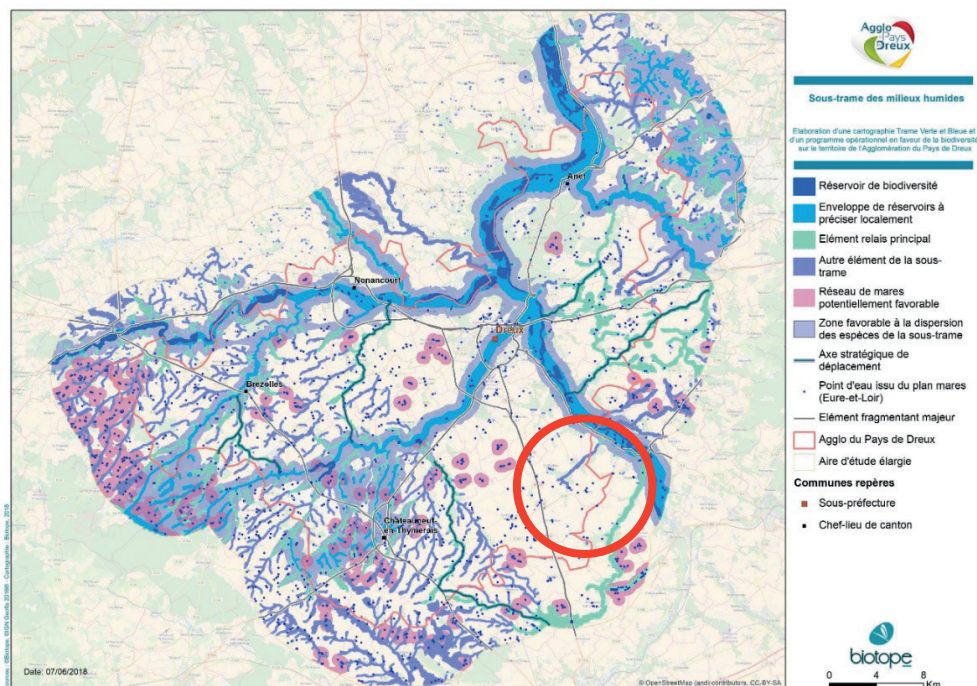 Anet
Nonancourt
Dreux
Brezolles
Châteauneuf
en-Thymerais
Date: 07/06/2018
© OpenStreetMap (and) contributors, CC-BY-SA
Agglo
Pays
Dreux
Sous-trame des milieux humides
Elaboration d'une cartographie Trame Verte et Bleue et
d'un programme opérationnel en faveur de la biodiversité
sur le territoire de l'Agglomération du Pays de Dreux
Réservoir de biodiversité
Enveloppe de réservoirs à
préciser localement
Elément relais principal
Autre élément de la sous-
trame
Réseau de mares
potentiellement favorable
Zone favorable à la dispersion
des espèces de la sous-trame
Axe stratégique de
déplacement
Point d'eau issu du plan mares
(Eure-et-Loir)
Elément fragmentant majeur
Agglo du Pays de Dreux
Aire d'étude élargie
Communes repères
Sous-préfecture
Chef-lieu de canton
biotope
0 4 8
Km